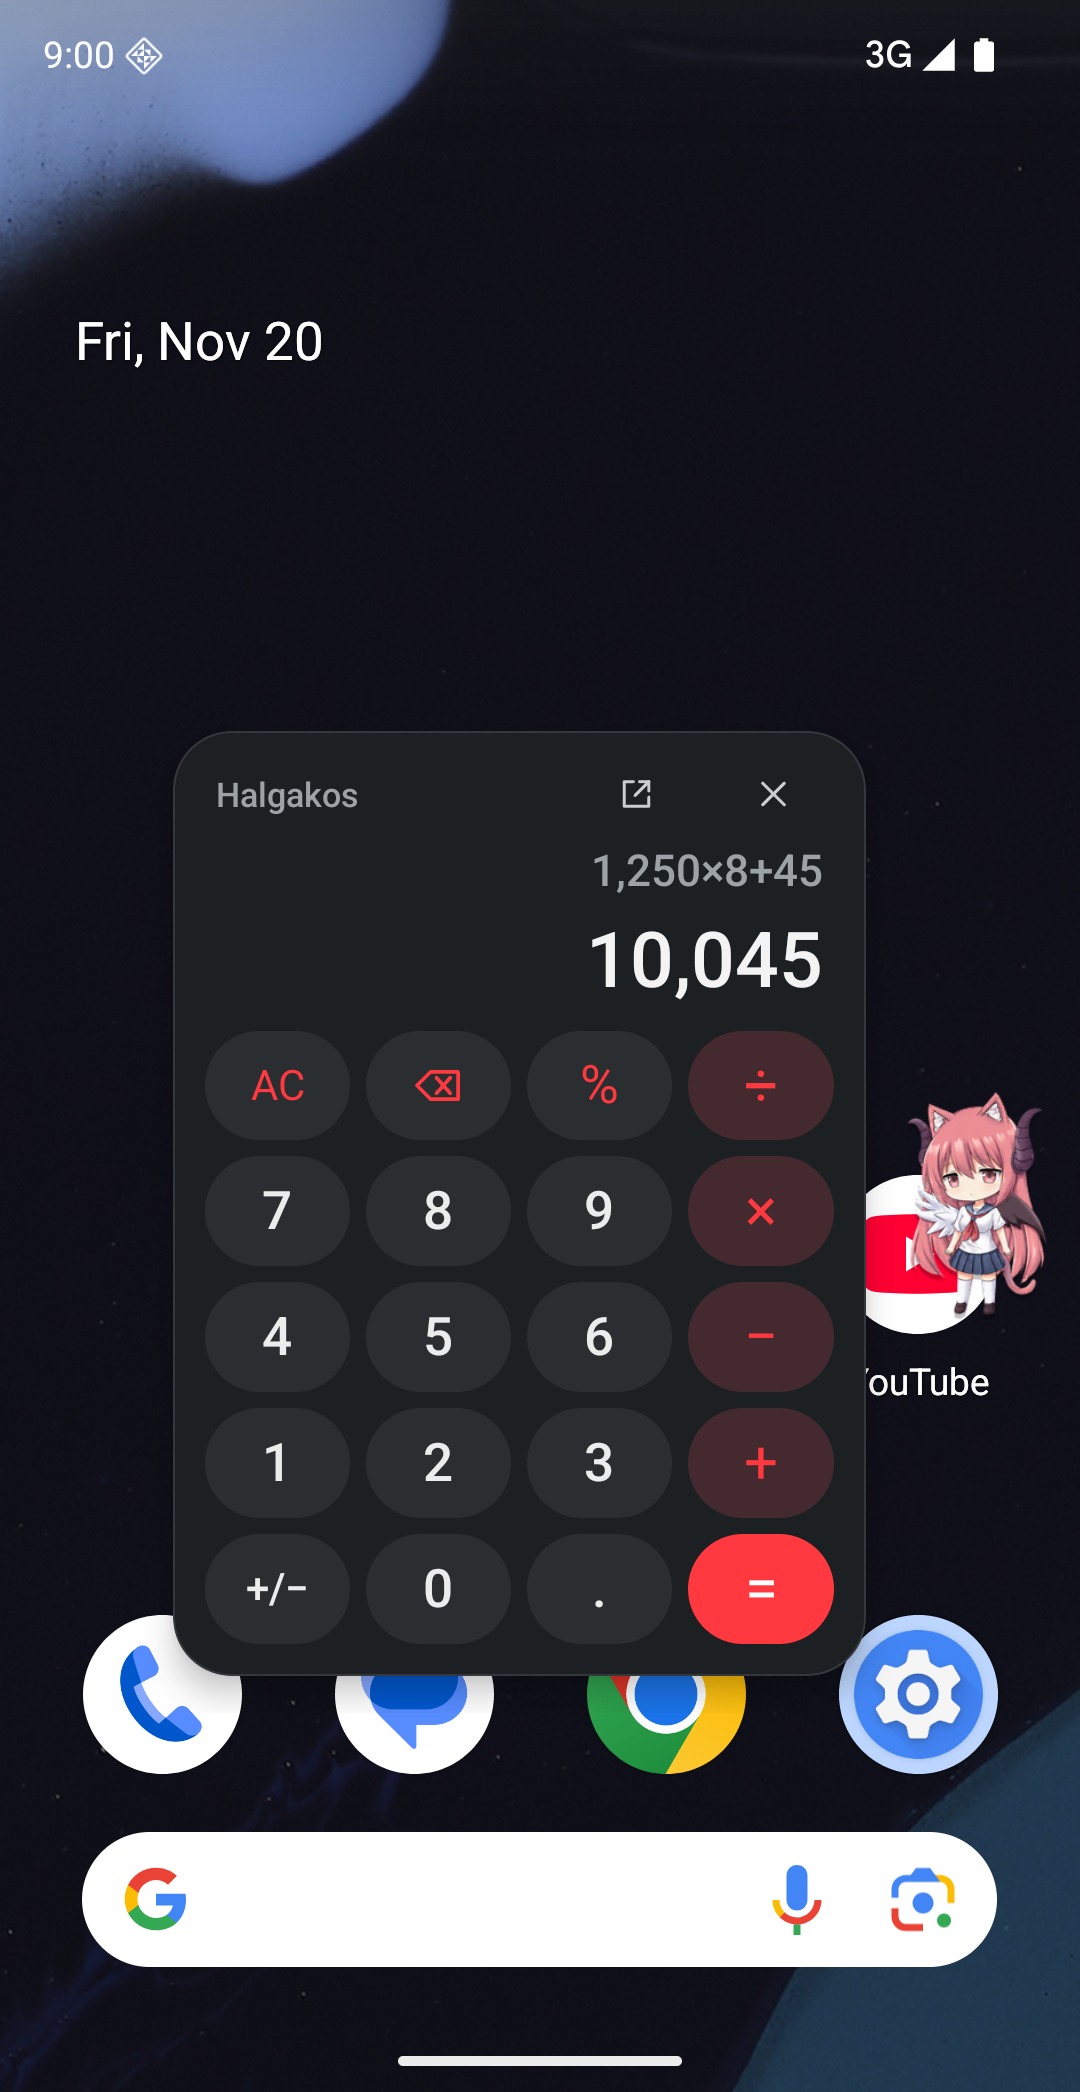 9:00
3G
Fri, Nov 20
Halgakos
1,250×8+45
10,045
AC % ÷
7 8 9 ×
4 5 6 −
1 2 3 +
+/− 0 . =
ouTube